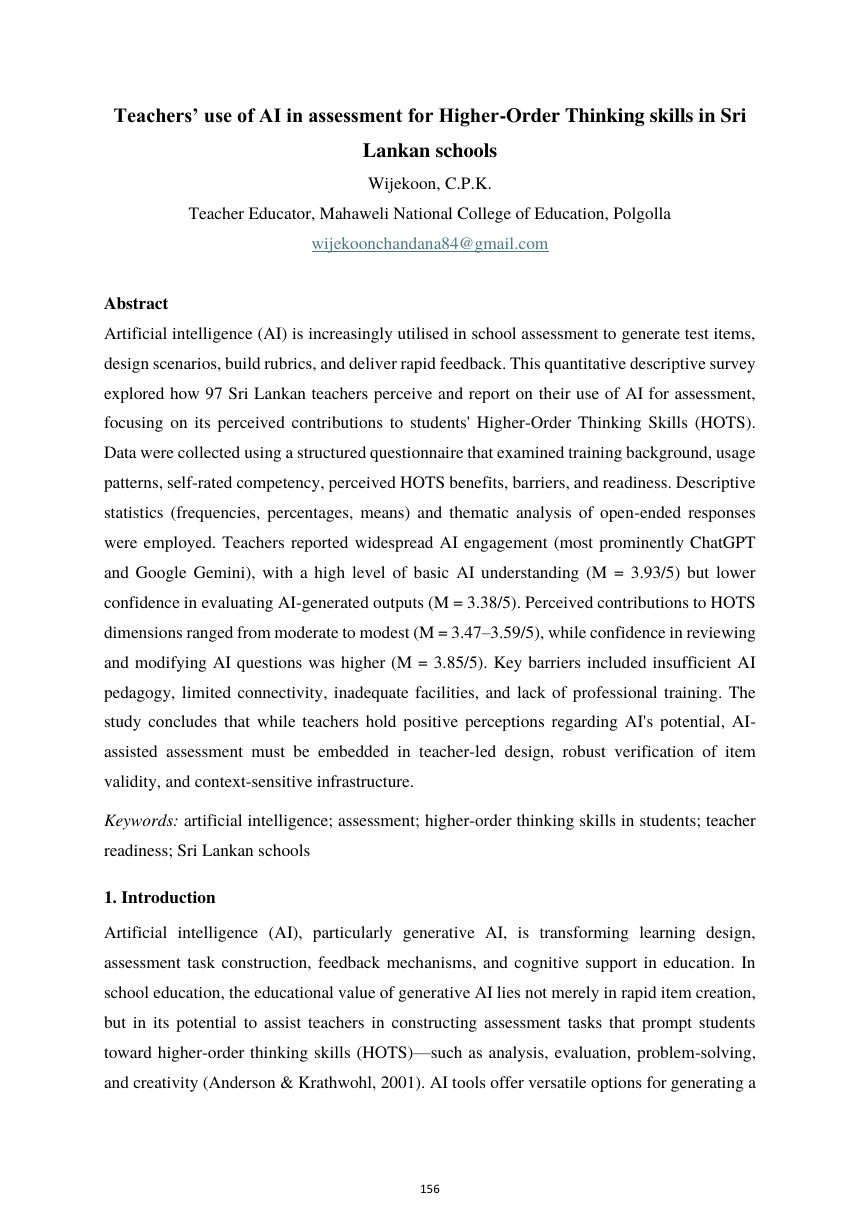 Teachers’ use of AI in assessment for Higher-Order Thinking skills in Sri
Lankan schools
Wijekoon, C.P.K.
Teacher Educator, Mahaweli National College of Education, Polgolla
wijekoonchandana84@gmail.com
Abstract
Artificial intelligence (AI) is increasingly utilised in school assessment to generate test items,
design scenarios, build rubrics, and deliver rapid feedback. This quantitative descriptive survey
explored how 97 Sri Lankan teachers perceive and report on their use of AI for assessment,
focusing on its perceived contributions to students' Higher-Order Thinking Skills (HOTS).
Data were collected using a structured questionnaire that examined training background, usage
patterns, self-rated competency, perceived HOTS benefits, barriers, and readiness. Descriptive
statistics (frequencies, percentages, means) and thematic analysis of open-ended responses
were employed. Teachers reported widespread AI engagement (most prominently ChatGPT
and Google Gemini), with a high level of basic AI understanding (M = 3.93/5) but lower
confidence in evaluating AI-generated outputs (M = 3.38/5). Perceived contributions to HOTS
dimensions ranged from moderate to modest (M = 3.47–3.59/5), while confidence in reviewing
and modifying AI questions was higher (M = 3.85/5). Key barriers included insufficient AI
pedagogy, limited connectivity, inadequate facilities, and lack of professional training. The
study concludes that while teachers hold positive perceptions regarding AI's potential, AI-
assisted assessment must be embedded in teacher-led design, robust verification of item
validity, and context-sensitive infrastructure.
Keywords: artificial intelligence; assessment; higher-order thinking skills in students; teacher
readiness; Sri Lankan schools
1. Introduction
Artificial intelligence (AI), particularly generative AI, is transforming learning design,
assessment task construction, feedback mechanisms, and cognitive support in education. In
school education, the educational value of generative AI lies not merely in rapid item creation,
but in its potential to assist teachers in constructing assessment tasks that prompt students
toward higher-order thinking skills (HOTS)—such as analysis, evaluation, problem-solving,
and creativity (Anderson & Krathwohl, 2001). AI tools offer versatile options for generating a
156